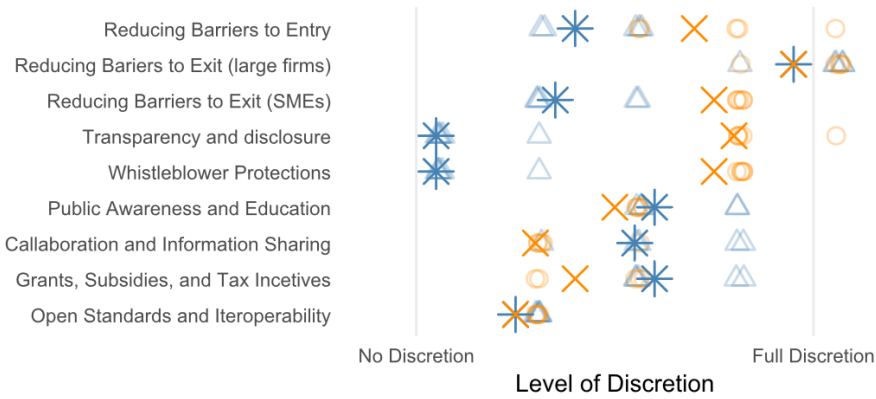 Reducing Barriers to Entry
Reducing Bariers to Exit (large firms)
Reducing Barriers to Exit (SMEs)
Transparency and disclosure
Whistleblower Protections
Public Awareness and Education
Callaboration and Information Sharing
Grants, Subsidies, and Tax Incetives
Open Standards and Iteroperability
No Discretion
Full Discretion
Level of Discretion